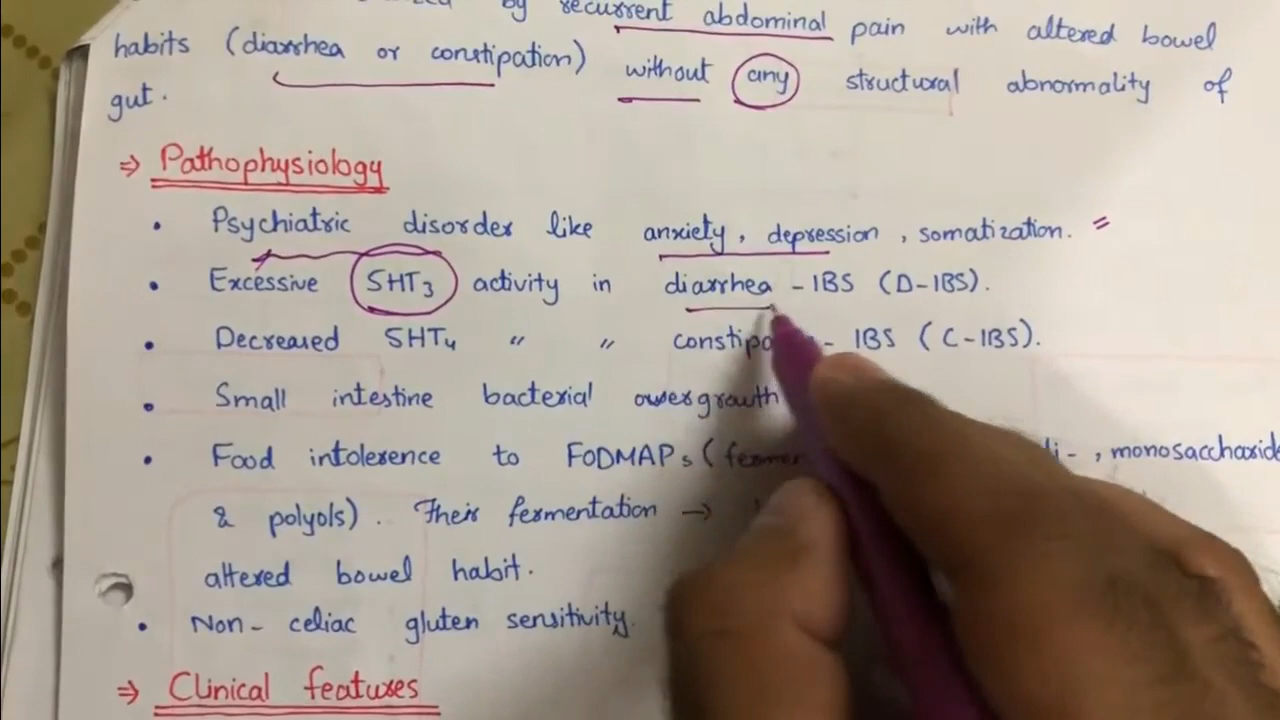 by recurrent abdominal pain with altered bowel
habits (diarrhea or constipation) without any structural abnormality of
gut.
⇒ Pathophysiology
• Psychiatric disorder like anxiety, depression, somatization. =
• Excessive 5HT3 activity in diarrhea - IBS (D-IBS).
• Decreased 5HT4 " " - IBS (C-IBS).
• Small intestine bacterial overgrowth
• Food intolerence to FODMAPs ( , monosaccharide
& polyols). Their fermentation →
altered bowel habit.
• Non-celiac gluten sensitivity.
⇒ Clinical features